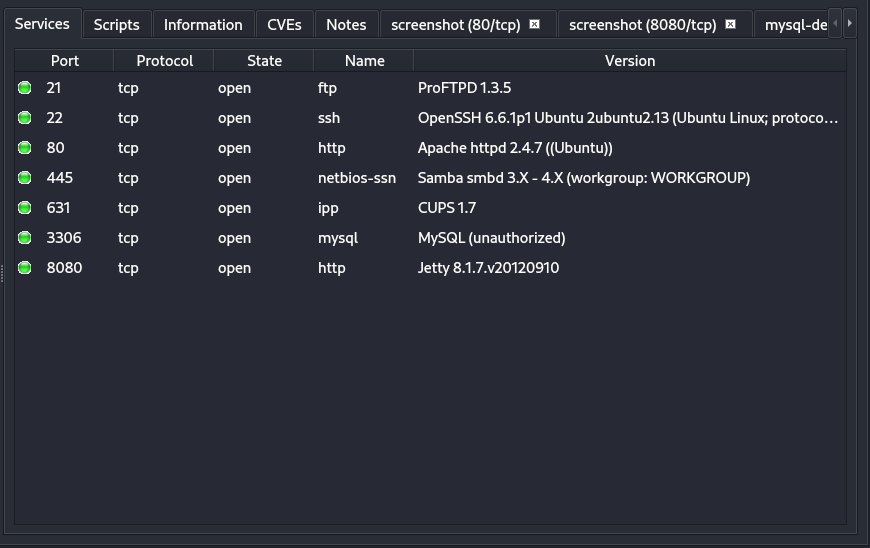 Services Scripts Information CVEs Notes screenshot (80/tcp) screenshot (8080/tcp) mysql-de
Port Protocol State Name Version
21 tcp open ftp ProFTPD 1.3.5
22 tcp open ssh OpenSSH 6.6.1p1 Ubuntu 2ubuntu2.13 (Ubuntu Linux; protoco...
80 tcp open http Apache httpd 2.4.7 ((Ubuntu))
445 tcp open netbios-ssn Samba smbd 3.X - 4.X (workgroup: WORKGROUP)
631 tcp open ipp CUPS 1.7
3306 tcp open mysql MySQL (unauthorized)
8080 tcp open http Jetty 8.1.7.v20120910